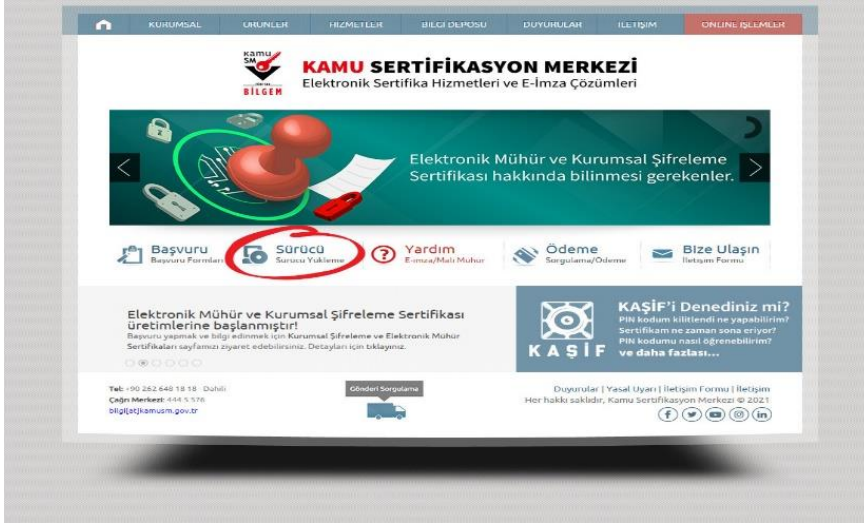 KURUMSAL
ÜRÜNLER
HİZMETLER
BİLGİ DEPOSU
DUYURULAR
İLETİŞİM
ONLINE İŞLEMLER
kamu
SM
BİLGEM
KAMU SERTİFİKASYON MERKEZİ
Elektronik Sertifika Hizmetleri ve E-İmza Çözümleri
Elektronik Mühür ve Kurumsal Şifreleme
Sertifikası hakkında bilinmesi gerekenler.
Başvuru
Başvuru Formları
Sürücü
Sürücü Yükleme
Yardım
E-imza/Mali Mühür
Ödeme
Sorgulama/Ödeme
Bize Ulaşın
İletişim Formu
Elektronik Mühür ve Kurumsal Şifreleme Sertifikası
üretimlerine başlanmıştır!
Başvuru yapmak ve bilgi edinmek için Kurumsal Şifreleme ve Elektronik Mühür
Sertifikaları sayfamızı ziyaret edebilirsiniz. Detayları için tıklayınız.
KAŞİF
KAŞİF'i Denediniz mi?
PIN kodum kilitlendi ne yapabilirim?
Sertifikam ne zaman sona eriyor?
PIN kodumu nasıl öğrenebilirim?
ve daha fazlası...
Tel: +90 262 648 18 18 - Dahili
Çağrı Merkezi: 444 5 576
bilgi[at]kamusm.gov.tr
Gönderi Sorgulama
Duyurular | Yasal Uyarı | İletişim Formu | İletişim
Her hakkı saklıdır, Kamu Sertifikasyon Merkezi © 2021